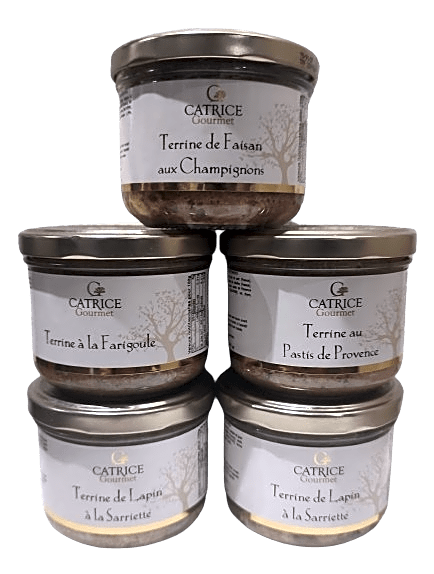 CATRICE
Gourmet
Terrine de Faisan
aux Champignons
CATRICE
Gourmet
Terrine à la Farigoule
CATRICE
Gourmet
Terrine au
Pastis de Provence
CATRICE
Gourmet
Terrine de Lapin
à la Sarriette
CATRICE
Gourmet
Terrine de Lapin
à la Sarriette